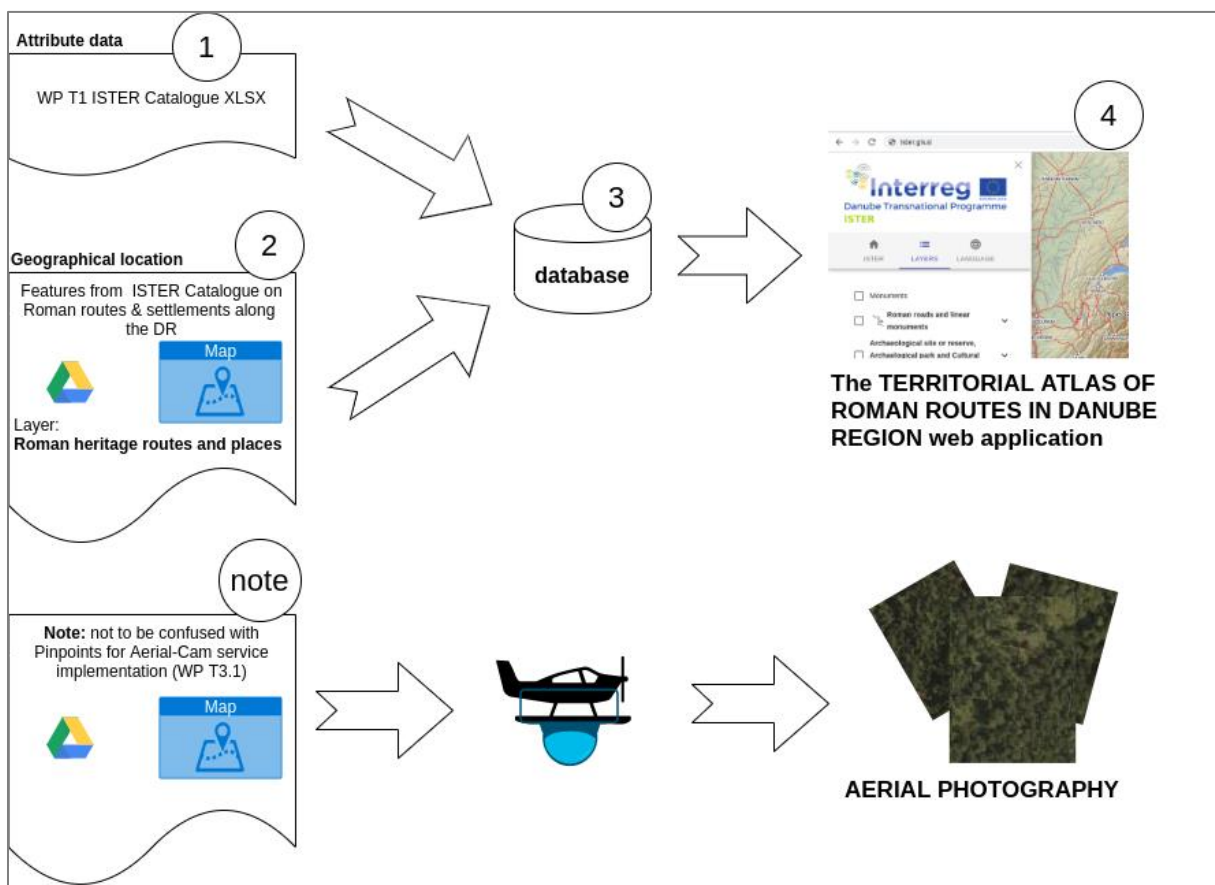 Attribute data
1
WP T1 ISTER Catalogue XLSX
Geographical location
2
Features from ISTER Catalogue on
Roman routes & settlements along
the DR
Map
Layer:
Roman heritage routes and places
3
database
4
Interreg
Danube Transnational Programme
ISTER
ISTER
LAYERS
LANGUAGE
Monuments
Roman roads and linear
monuments
Archaeological site or reserve,
Archaeological park and Cultural
The TERRITORIAL ATLAS OF
ROMAN ROUTES IN DANUBE
REGION web application
note
Note: not to be confused with
Pinpoints for Aerial-Cam service
implementation (WP T3.1)
Map
AERIAL PHOTOGRAPHY